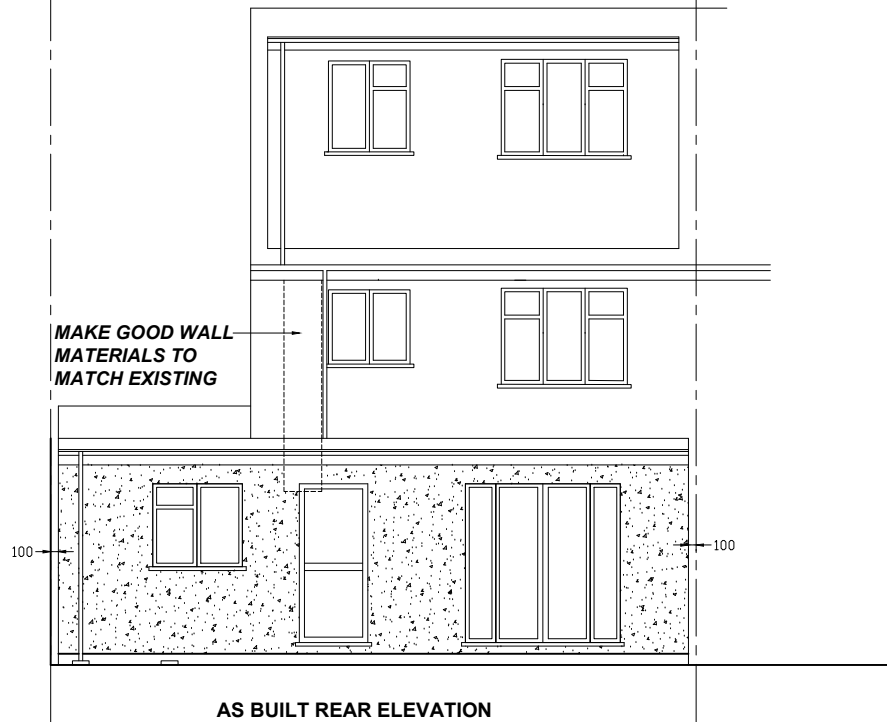 MAKE GOOD WALL
MATERIALS TO
MATCH EXISTING
100
100
AS BUILT REAR ELEVATION